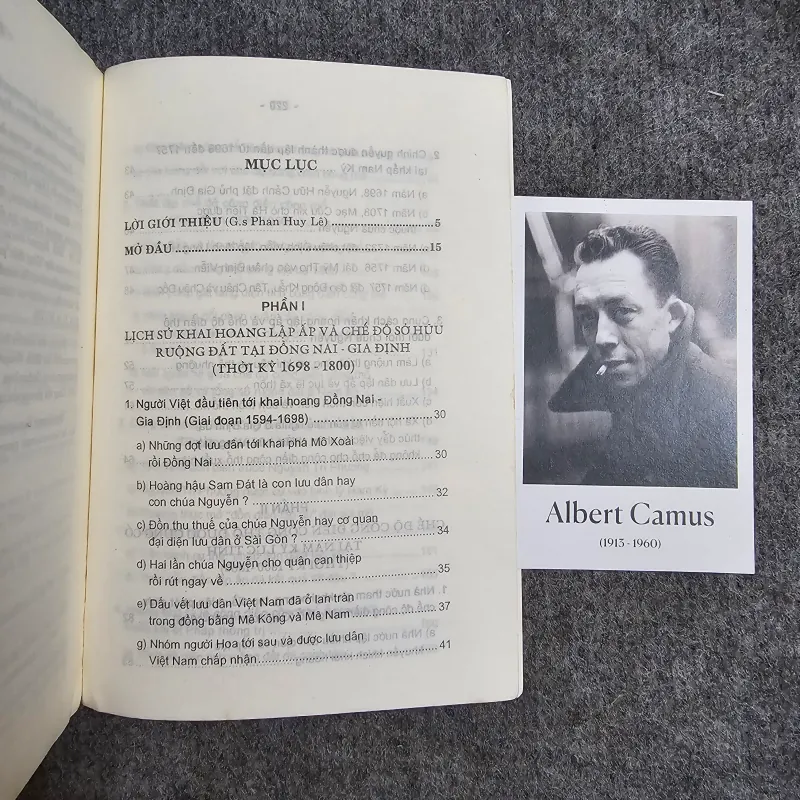 MỤC LỤC
LỜI GIỚI THIỆU (G.s Phan Huy Lê) ..... 5
MỞ ĐẦU ..... 15
PHẦN I
LỊCH SỬ KHAI HOANG LẬP ẤP VÀ CHẾ ĐỘ SỞ HỮU
RUỘNG ĐẤT TẠI ĐỒNG NAI - GIA ĐỊNH
(THỜI KỲ 1698 - 1800)
1. Người Việt đầu tiên tới khai hoang Đồng Nai -
Gia Định (Giai đoạn 1594-1698) ..... 30
a) Những đợt lưu dân tới khai phá Mô Xoài
rồi Đồng Nai ..... 30
b) Hoàng hậu Sam Đát là con lưu dân hay
con chúa Nguyễn ? ..... 32
c) Đồn thu thuế của chúa Nguyễn hay cơ quan
đại diện lưu dân ở Sài Gòn ? ..... 34
d) Hai lần chúa Nguyễn cho quân can thiệp
rồi rút ngay về ..... 35
e) Dấu vết lưu dân Việt Nam đã ở lan tràn
trong đồng bằng Mê Kông và Mê Nam ..... 37
g) Nhóm người Hoa tới sau và được lưu dân
Việt Nam chấp nhận ..... 41
Albert Camus
(1913 - 1960)